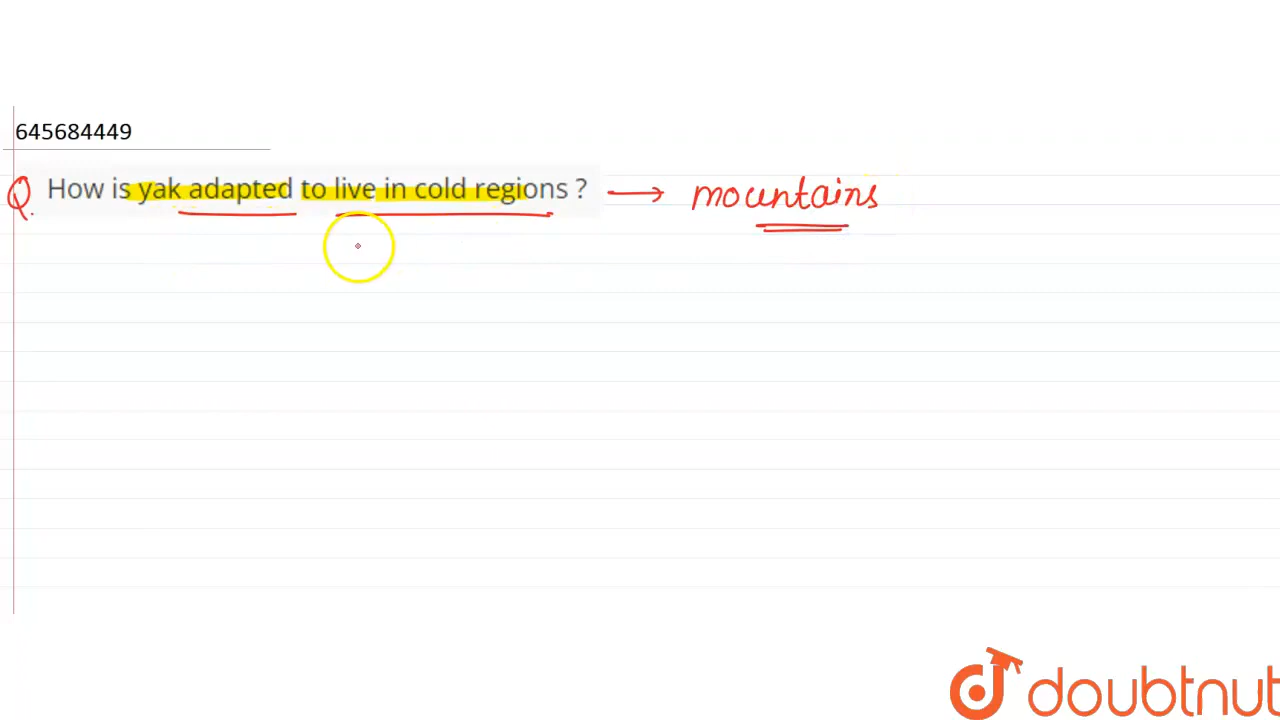 645684449
Q. How is yak adapted to live in cold regions ? → mountains
doubtnut